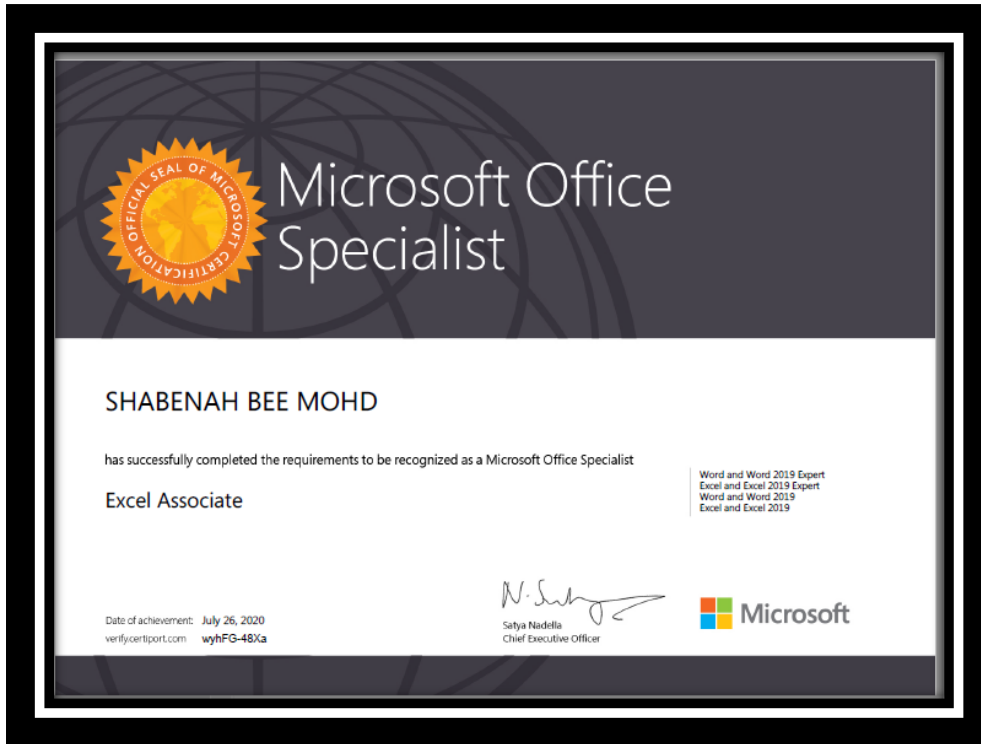 OFFICIAL SEAL OF MICROSOFT CERTIFICATION
Microsoft Office
Specialist
SHABENAH BEE MOHD
has successfully completed the requirements to be recognized as a Microsoft Office Specialist
Excel Associate
Word and Word 2019 Expert
Excel and Excel 2019 Expert
Word and Word 2019
Excel and Excel 2019
Date of achievement: July 26, 2020
verify.certiport.com wyhFG-48Xa
Satya Nadella
Chief Executive Officer
Microsoft